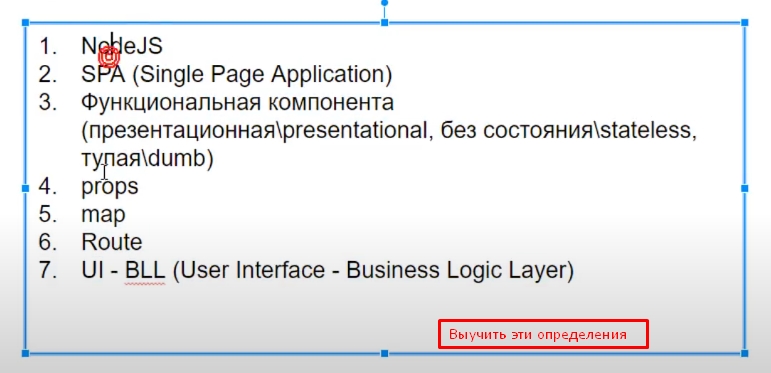 1. NodeJS
2. SPA (Single Page Application)
3. Функциональная компонента
(презентационная\presentational, без состояния\stateless,
тупая\dumb)
4. props
5. map
6. Route
7. UI - BLL (User Interface - Business Logic Layer)
Выучить эти определения